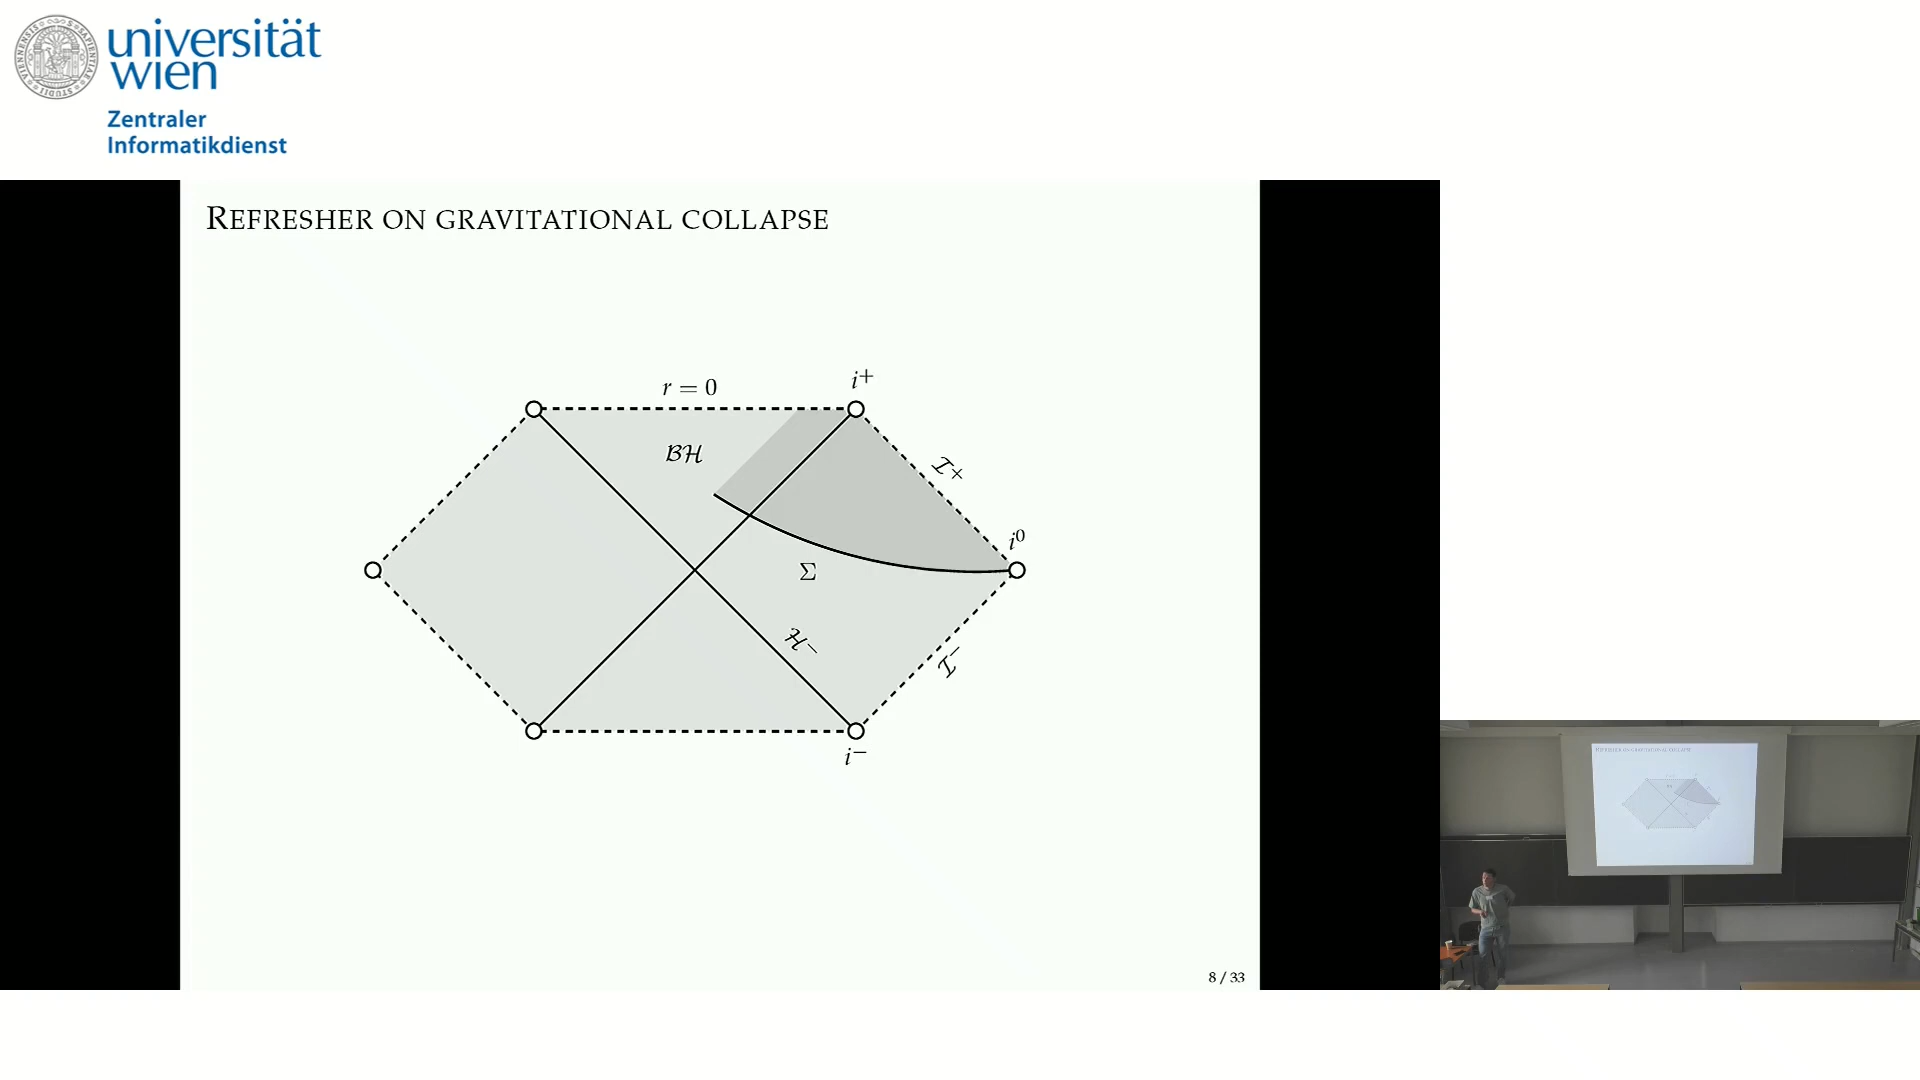 universität
wien
Zentraler
Informatikdienst
REFRESHER ON GRAVITATIONAL COLLAPSE
r = 0
i⁺
ℬℋ
ℐ⁺
i⁰
Σ
ℋ⁻
ℐ⁻
i⁻
8 / 33